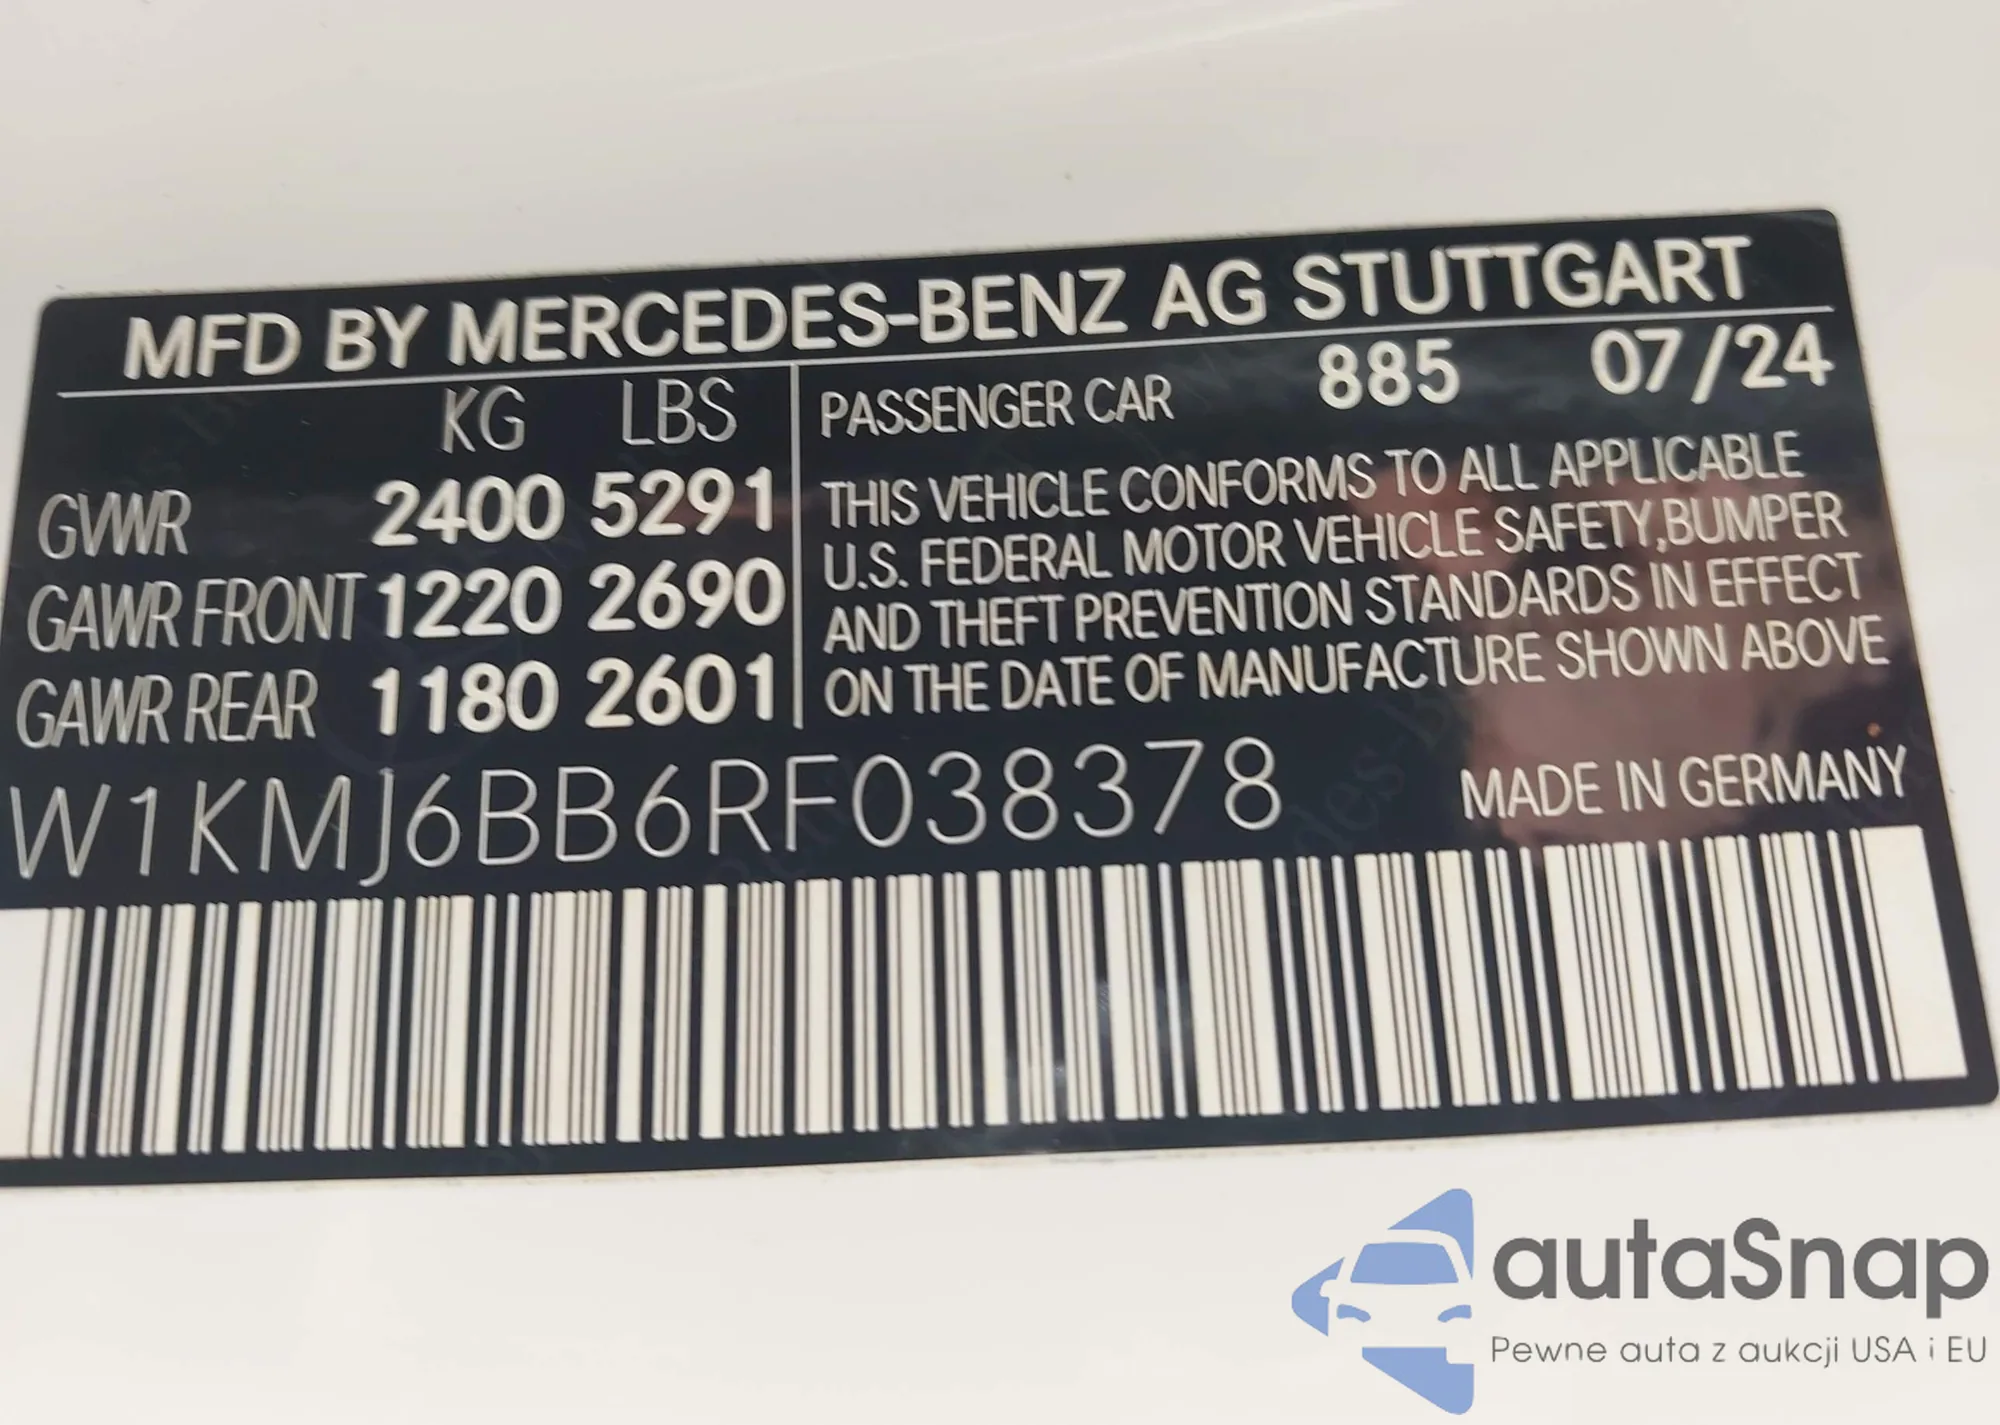 MFD BY MERCEDES-BENZ AG STUTTGART
KG LBS
GVWR 2400 5291
GAWR FRONT 1220 2690
GAWR REAR 1180 2601
PASSENGER CAR 885 07/24
THIS VEHICLE CONFORMS TO ALL APPLICABLE
U.S. FEDERAL MOTOR VEHICLE SAFETY,BUMPER
AND THEFT PREVENTION STANDARDS IN EFFECT
ON THE DATE OF MANUFACTURE SHOWN ABOVE
W1KMJ6BB6RF038378
MADE IN GERMANY
autaSnap
Pewne auta z aukcji USA i EU